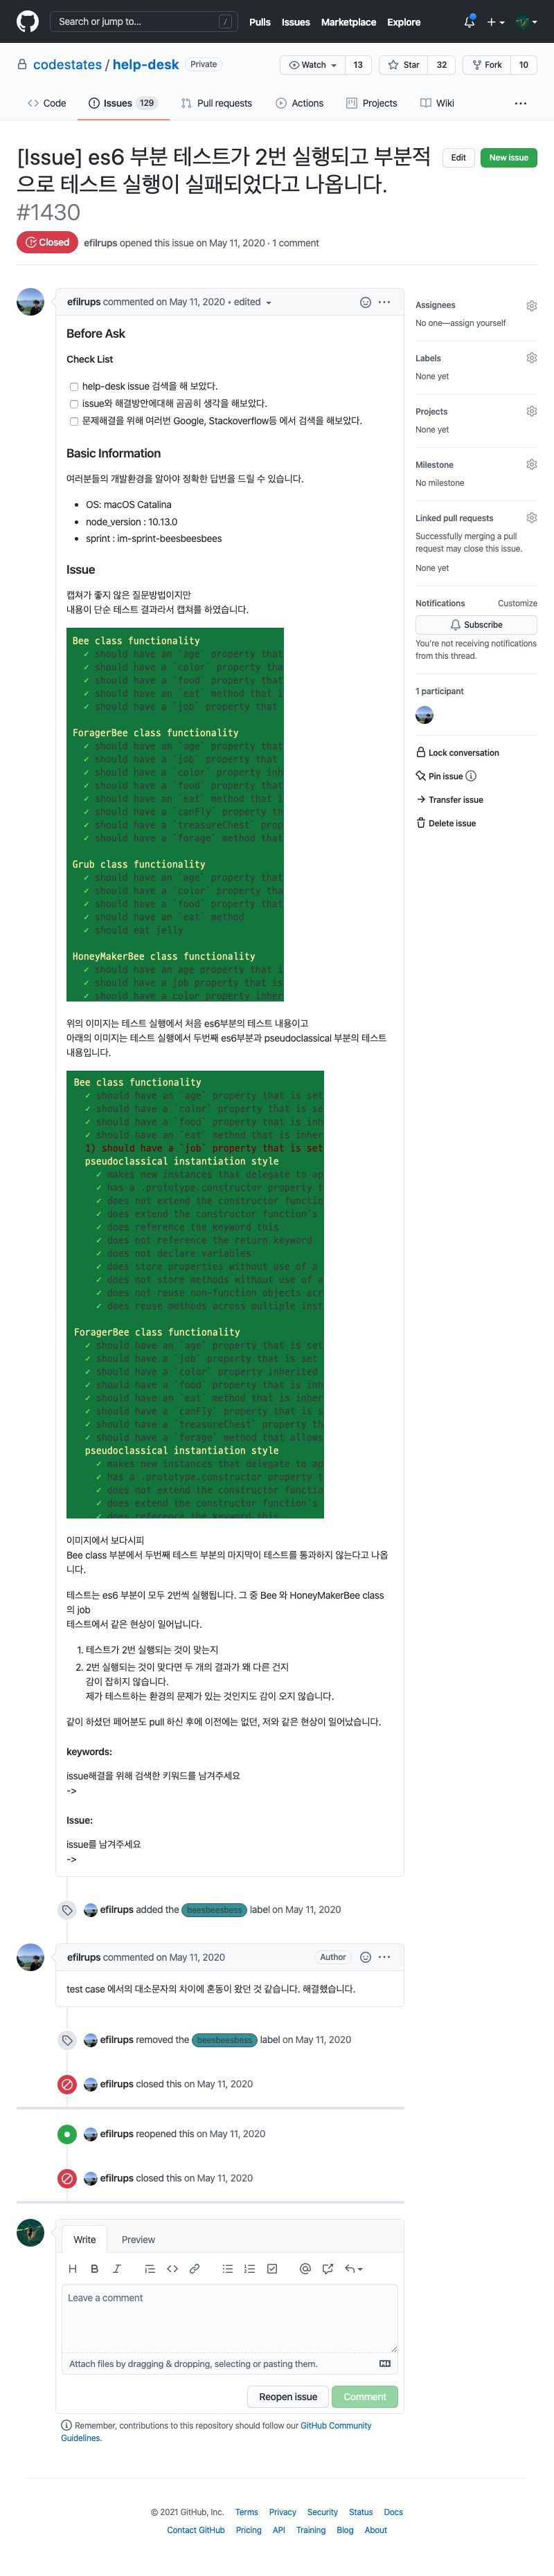 Search or jump to...
/
Pulls Issues Marketplace Explore
codestates / help-desk Private
Watch 13 Star 32 Fork 10
Code Issues 129 Pull requests Actions Projects Wiki
[Issue] es6 부분 테스트가 2번 실행되고 부분적
으로 테스트 실행이 실패되었다고 나옵니다.
#1430
Edit New issue
Closed efilrups opened this issue on May 11, 2020 · 1 comment
efilrups commented on May 11, 2020 • edited
Before Ask
Check List
help-desk issue 검색을 해 보았다.
issue와 해결방안에대해 곰곰히 생각을 해보았다.
문제해결을 위해 여러번 Google, Stackoverflow등 에서 검색을 해보았다.
Basic Information
여러분들의 개발환경을 알아야 정확한 답변을 드릴 수 있습니다.
OS: macOS Catalina
node_version : 10.13.0
sprint : im-sprint-beesbeesbees
Issue
캡쳐가 좋지 않은 질문방법이지만
내용이 단순 테스트 결과라서 캡쳐를 하였습니다.
Bee class functionality
✓ should have an `age` property that
✓ should have a `color` property tha
✓ should have a `food` property that
✓ should have an `eat` method that i
✓ should have a `job` property that
ForagerBee class functionality
✓ should have an `age` property that
✓ should have a `job` property that
✓ should have a `color` property inh
✓ should have a `food` property that
✓ should have an `eat` method that i
✓ should have a `canFly` property th
✓ should have a `treasureChest` prop
✓ should have a `forage` method that
Grub class functionality
✓ should have an `age` property that
✓ should have a `color` property tha
✓ should have a `food` property that
✓ should have an `eat` method
✓ should eat jelly
HoneyMakerBee class functionality
✓ should have an age property that i
✓ should have a job property that is
✓ should have a color property inher
위의 이미지는 테스트 실행에서 처음 es6부분의 테스트 내용이고
아래의 이미지는 테스트 실행에서 두번째 es6부분과 pseudoclassical 부분의 테스트
내용입니다.
Bee class functionality
✓ should have an `age` property that is set
✓ should have a `color` property that is se
✓ should have a `food` property that is inh
✓ should have an `eat` method that is inher
1) should have a `job` property that is set
pseudoclassical instantiation style
✓ makes new instances that delegate to ap
✓ has a .prototype.constructor property t
✓ does not extend the constructor functio
✓ does extend the constructor function's
✓ does reference the keyword this
✓ does not reference the return keyword
✓ does not declare variables
✓ does store properties without use of a
✓ does not store methods without use of a
✓ does not reuse non-function objects acr
✓ does reuse methods across multiple inst
ForagerBee class functionality
✓ should have an `age` property that is set
✓ should have a `job` property that is set
✓ should have a `color` property inherited
✓ should have a `food` property that is inh
✓ should have an `eat` method that is inher
✓ should have a `canFly` property that is s
✓ should have a `treasureChest` property th
✓ should have a `forage` method that allows
pseudoclassical instantiation style
✓ makes new instances that delegate to ap
✓ has a .prototype.constructor property t
✓ does not extend the constructor functio
✓ does extend the constructor function's
✓ does reference the keyword this
이미지에서 보다시피
Bee class 부분에서 두번째 테스트 부분의 마지막이 테스트를 통과하지 않는다고 나옵
니다.
테스트는 es6 부분이 모두 2번씩 실행됩니다. 그 중 Bee 와 HoneyMakerBee class
의 job
테스트에서 같은 현상이 일어납니다.
1. 테스트가 2번 실행되는 것이 맞는지
2. 2번 실행되는 것이 맞다면 두 개의 결과가 왜 다른 건지
감이 잡히지 않습니다.
제가 테스트하는 환경의 문제가 있는 것인지도 감이 오지 않습니다.
같이 하셨던 페어분도 pull 하신 후에 이전에는 없던, 저와 같은 현상이 일어났습니다.
keywords:
issue해결을 위해 검색한 키워드를 남겨주세요
->
Issue:
issue를 남겨주세요
->
efilrups added the beesbeesbess label on May 11, 2020
efilrups commented on May 11, 2020 Author
test case 에서의 대소문자의 차이에 혼동이 왔던 것 같습니다. 해결했습니다.
efilrups removed the beesbeesbess label on May 11, 2020
efilrups closed this on May 11, 2020
efilrups reopened this on May 11, 2020
efilrups closed this on May 11, 2020
Write Preview
Leave a comment
Attach files by dragging & dropping, selecting or pasting them.
Reopen issue Comment
Remember, contributions to this repository should follow our GitHub Community
Guidelines.
Assignees
No one—assign yourself
Labels
None yet
Projects
None yet
Milestone
No milestone
Linked pull requests
Successfully merging a pull
request may close this issue.
None yet
Notifications Customize
Subscribe
You're not receiving notifications
from this thread.
1 participant
Lock conversation
Pin issue
Transfer issue
Delete issue
© 2021 GitHub, Inc. Terms Privacy Security Status Docs
Contact GitHub Pricing API Training Blog About